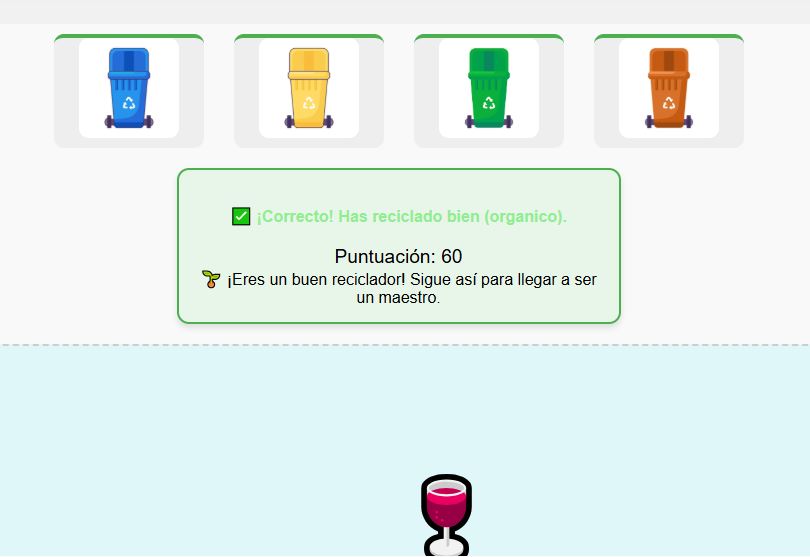 ¡Correcto! Has reciclado bien (organico).
Puntuación: 60
¡Eres un buen reciclador! Sigue así para llegar a ser
un maestro.